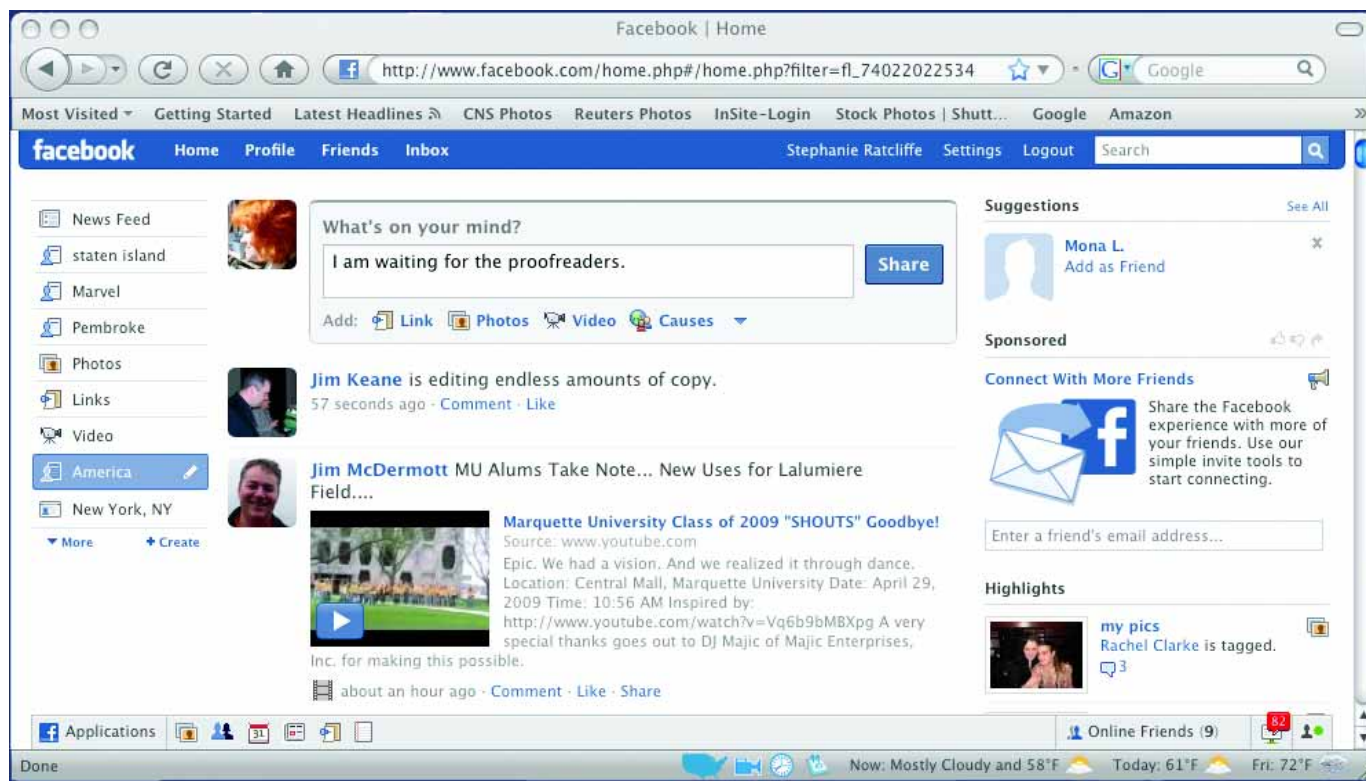 Facebook | Home
http://www.facebook.com/home.php#/home.php?filter=fl_74022022534
Google
Most Visited Getting Started Latest Headlines CNS Photos Reuters Photos InSite-Login Stock Photos | Shutt... Google Amazon
facebook Home Profile Friends Inbox Stephanie Ratcliffe Settings Logout Search
News Feed
staten island
Marvel
Pembroke
Photos
Links
Video
America
New York, NY
More Create
What's on your mind?
I am waiting for the proofreaders.
Share
Add: Link Photos Video Causes
Jim Keane is editing endless amounts of copy.
57 seconds ago · Comment · Like
Jim McDermott MU Alums Take Note... New Uses for Lalumiere
Field....
Marquette University Class of 2009 "SHOUTS" Goodbye!
Source: www.youtube.com
Epic. We had a vision. And we realized it through dance.
Location: Central Mall, Marquette University Date: April 29,
2009 Time: 10:56 AM Inspired by:
http://www.youtube.com/watch?v=Vq6b9bMBXpg A very
special thanks goes out to DJ Majic of Majic Enterprises,
Inc. for making this possible.
about an hour ago · Comment · Like · Share
Suggestions See All
Mona L.
Add as Friend
Sponsored
Connect With More Friends
Share the Facebook
experience with more of
your friends. Use our
simple invite tools to
start connecting.
Enter a friend's email address...
Highlights
my pics
Rachel Clarke is tagged.
3
Applications 31 Online Friends (9) 82
Done Now: Mostly Cloudy and 58°F Today: 61°F Fri: 72°F